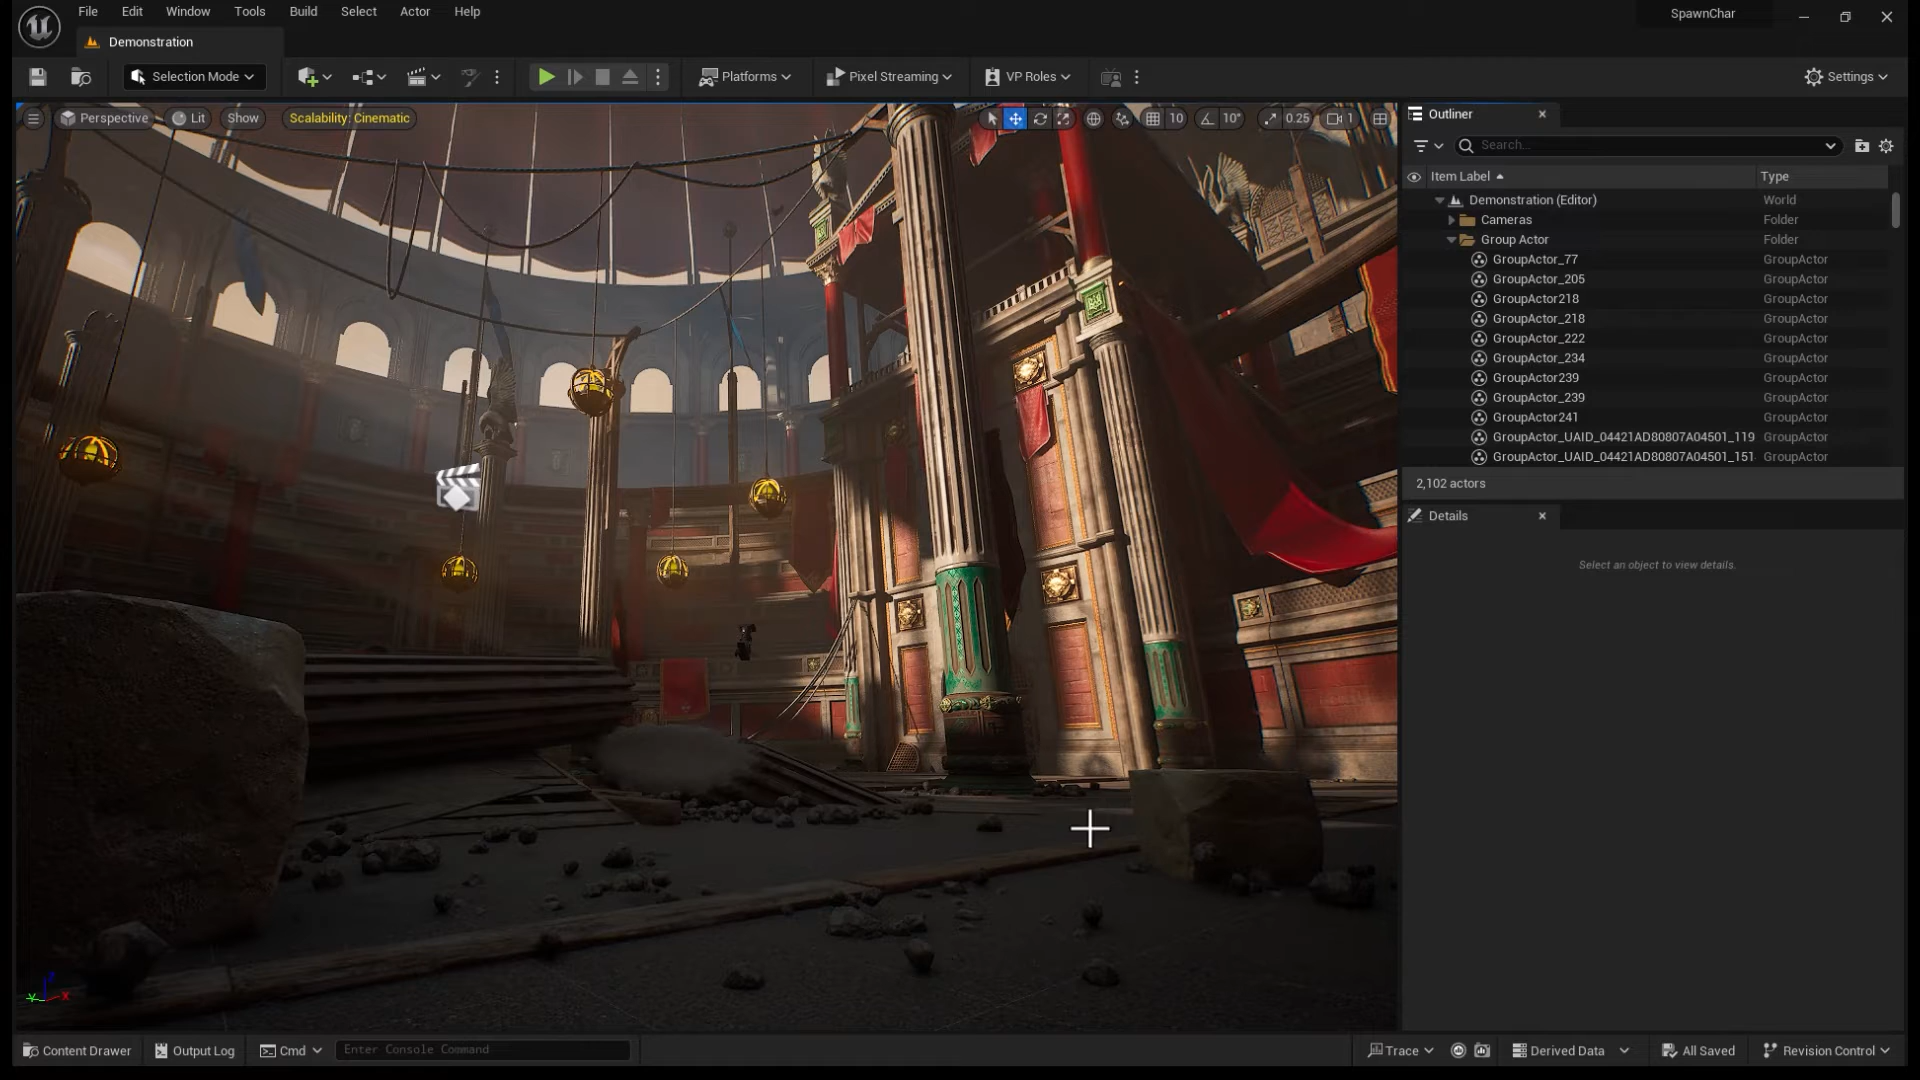 File Edit Window Tools Build Select Actor Help
SpawnChar
Demonstration
Selection Mode
Platforms
Pixel Streaming
VP Roles
Settings
Perspective Lit Show Scalability: Cinematic
10 10° 0.25 1
Outliner
Search...
Item Label Type
Demonstration (Editor) World
Cameras Folder
Group Actor Folder
GroupActor_77 GroupActor
GroupActor_205 GroupActor
GroupActor218 GroupActor
GroupActor_218 GroupActor
GroupActor_222 GroupActor
GroupActor_234 GroupActor
GroupActor239 GroupActor
GroupActor_239 GroupActor
GroupActor241 GroupActor
GroupActor_UAID_04421AD80807A04501_119 GroupActor
GroupActor_UAID_04421AD80807A04501_151 GroupActor
2,102 actors
Details
Select an object to view details.
Y X
Content Drawer Output Log Cmd Enter Console Command Trace Derived Data All Saved Revision Control